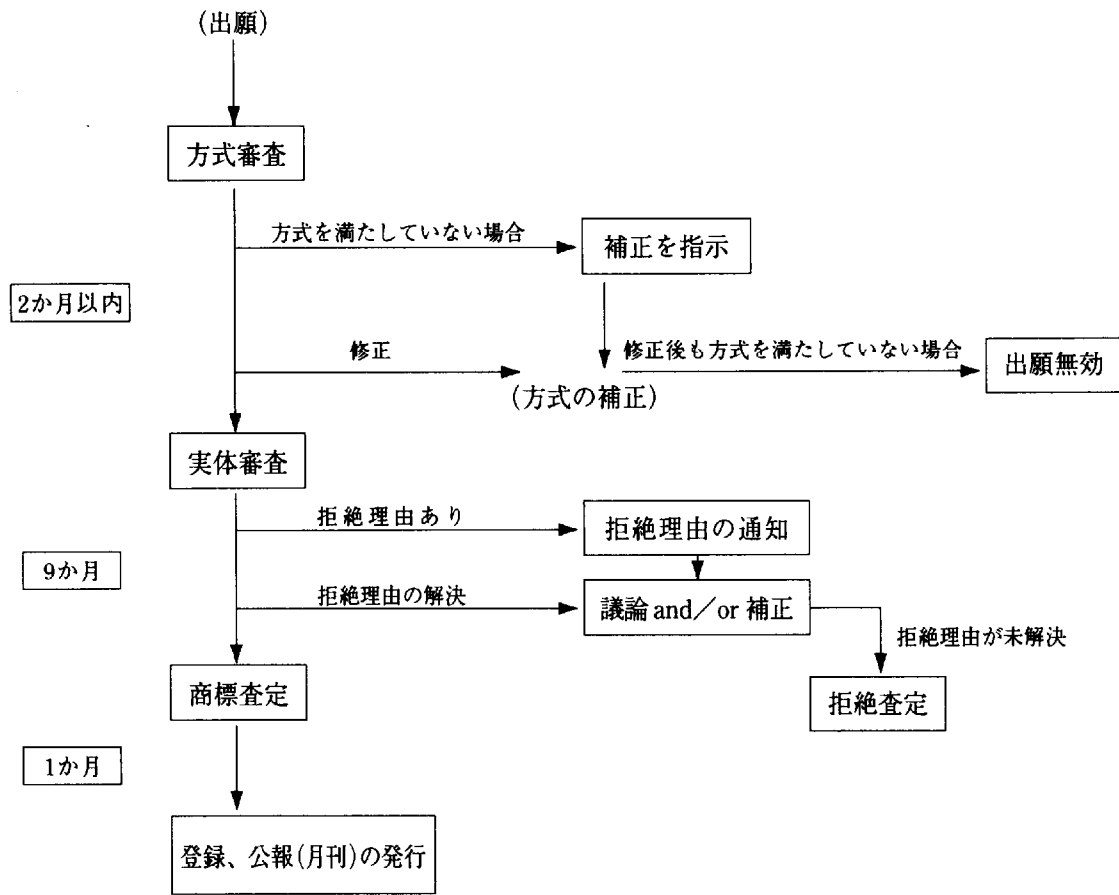 (出願)
方式審査
方式を満たしていない場合
補正を指示
2か月以内
修正
修正後も方式を満たしていない場合
出願無効
(方式の補正)
実体審査
拒絶理由あり
拒絶理由の通知
9か月
拒絶理由の解決
議論and/or補正
拒絶理由が未解決
商標査定
拒絶査定
1か月
登録、公報(月刊)の発行